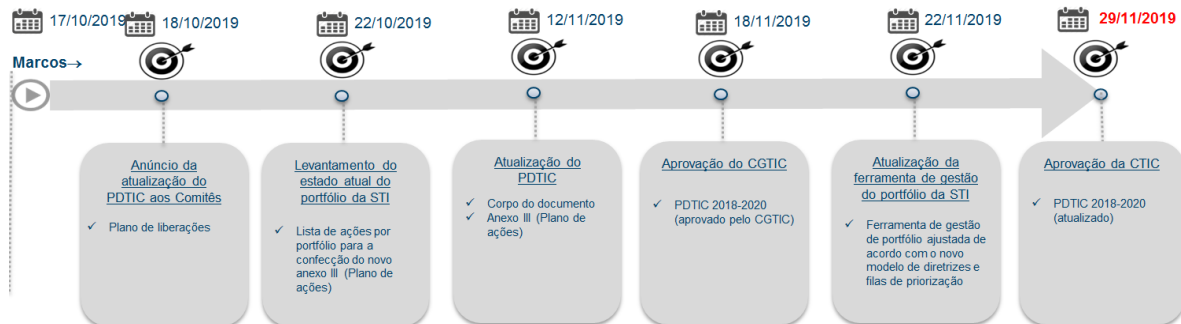 17/10/2019
18/10/2019
22/10/2019
12/11/2019
18/11/2019
22/11/2019
29/11/2019
Marcos→
Anúncio da
atualização do
PDTIC aos Comitês
✓ Plano de liberações
Levantamento do
estado atual do
portfólio da STI
✓ Lista de ações por
portfólio para a
confecção do novo
anexo III (Plano de
ações)
Atualização do
PDTIC
✓ Corpo do documento
✓ Anexo III (Plano de
ações)
Aprovação do CGTIC
✓ PDTIC 2018-2020
(aprovado pelo CGTIC)
Atualização da
ferramenta de gestão
do portfólio da STI
✓ Ferramenta de gestão
de portfólio ajustada de
acordo com o novo
modelo de diretrizes e
filas de priorização
Aprovação da CTIC
✓ PDTIC 2018-2020
(atualizado)